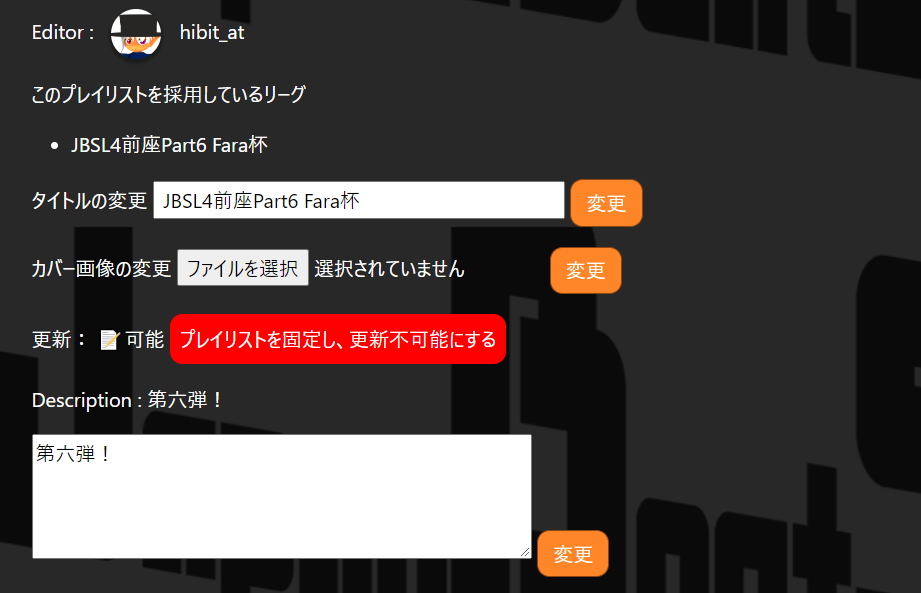 Editor : hibit_at
このプレイリストを採用しているリーグ
JBSL4前座Part6 Fara杯
タイトルの変更 JBSL4前座Part6 Fara杯 変更
カバー画像の変更 ファイルを選択 選択されていません 変更
更新： 📝 可能 プレイリストを固定し、更新不可能にする
Description : 第六弾！
第六弾！
変更